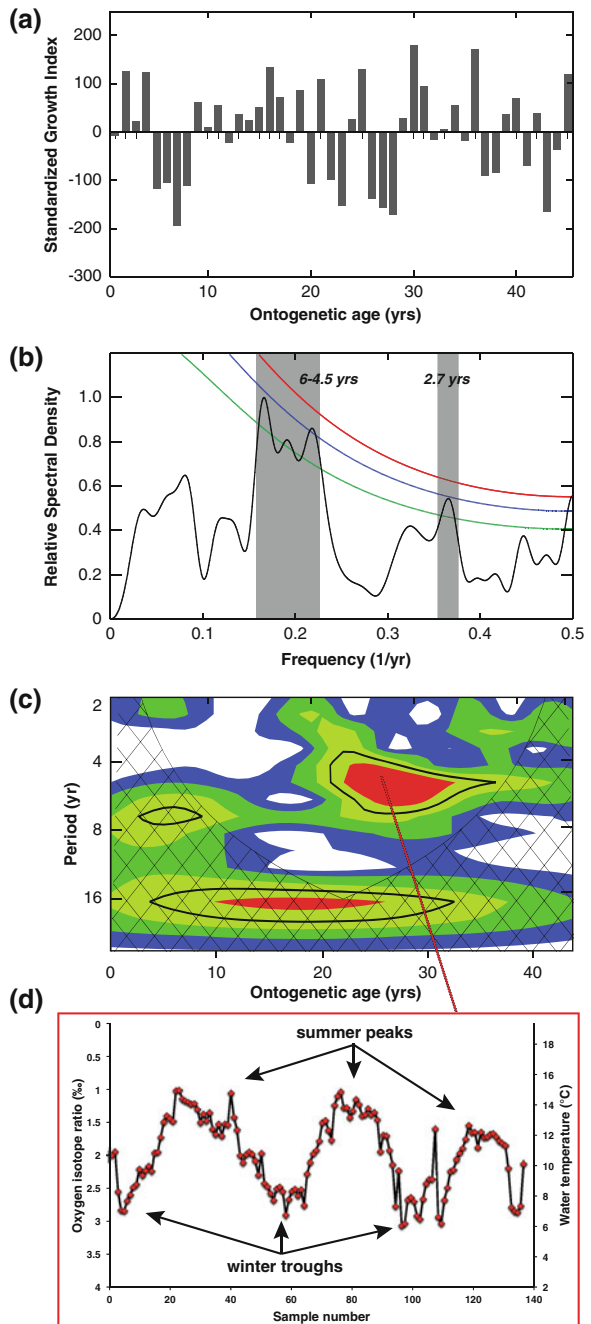 (a)
Standardized Growth Index
200
100
0
-100
-200
-300
0 10 20 30 40
Ontogenetic age (yrs)
(b)
Relative Spectral Density
1.0
0.8
0.6
0.4
0.2
0
6-4.5 yrs 2.7 yrs
0 0.1 0.2 0.3 0.4 0.5
Frequency (1/yr)
(c)
Period (yr)
2
4
8
16
0 10 20 30 40
Ontogenetic age (yrs)
(d)
Oxygen isotope ratio (‰)
0
0.5
1
1.5
2
2.5
3
3.5
4
summer peaks
winter troughs
18
16
14
12
10
8
6
4
2
Water temperature (°C)
0 20 40 60 80 100 120 140
Sample number